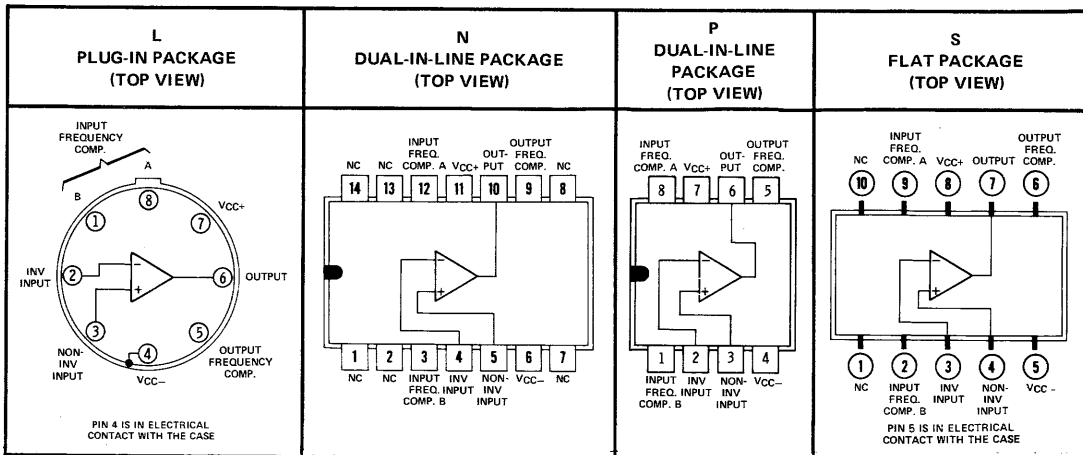 L
PLUG-IN PACKAGE
(TOP VIEW)
INPUT
FREQUENCY
COMP.
A
B
8
1
7
VCC+
INV
INPUT
2
−
+
6
OUTPUT
3
4
5
NON-
INV
INPUT
VCC−
OUTPUT
FREQUENCY
COMP.
PIN 4 IS IN ELECTRICAL
CONTACT WITH THE CASE
N
DUAL-IN-LINE PACKAGE
(TOP VIEW)
NC
NC
INPUT
FREQ.
COMP. A
VCC+
OUT-
PUT
OUTPUT
FREQ.
COMP.
NC
14 13 12 11 10 9 8
−
+
1 2 3 4 5 6 7
NC
NC
INPUT
FREQ.
COMP. B
INV
INPUT
NON-
INV
INPUT
VCC−
NC
P
DUAL-IN-LINE
PACKAGE
(TOP VIEW)
INPUT
FREQ.
COMP. A
VCC+
OUT-
PUT
OUTPUT
FREQ.
COMP.
8 7 6 5
−
+
1 2 3 4
INPUT
FREQ.
COMP. B
INV
INPUT
NON-
INV
INPUT
VCC−
S
FLAT PACKAGE
(TOP VIEW)
NC
INPUT
FREQ.
COMP. A
VCC+
OUTPUT
OUTPUT
FREQ.
COMP.
10 9 8 7 6
−
+
1 2 3 4 5
NC
INPUT
FREQ.
COMP. B
INV
INPUT
NON-
INV
INPUT
VCC -
PIN 5 IS IN ELECTRICAL
CONTACT WITH THE CASE